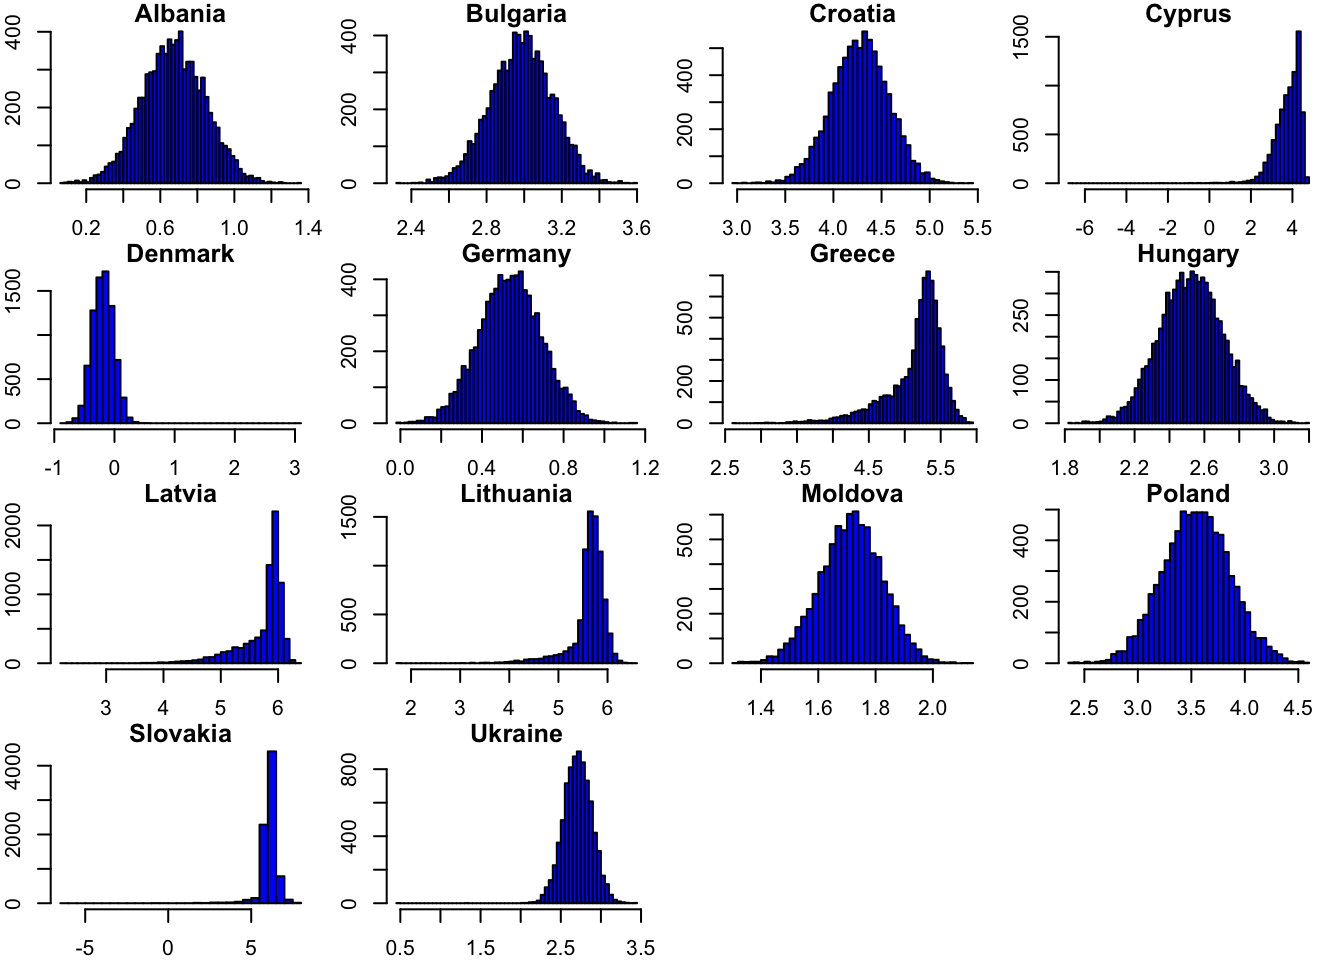 Albania Bulgaria Croatia Cyprus
0 200 400
0.2 0.6 1.0 1.4
0 100 200 300 400
2.4 2.8 3.2 3.6
0 200 400
3.0 3.5 4.0 4.5 5.0 5.5
0 500 1500
-6 -4 -2 0 2 4
Denmark Germany Greece Hungary
0 500 1500
-1 0 1 2 3
0 200 400
0.0 0.4 0.8 1.2
0 200 500
2.5 3.5 4.5 5.5
0 100 250
1.8 2.2 2.6 3.0
Latvia Lithuania Moldova Poland
0 1000 2000
3 4 5 6
0 500 1500
2 3 4 5 6
0 200 500
1.4 1.6 1.8 2.0
0 200 400
2.5 3.0 3.5 4.0 4.5
Slovakia Ukraine
0 2000 4000
-5 0 5
0 400 800
0.5 1.5 2.5 3.5